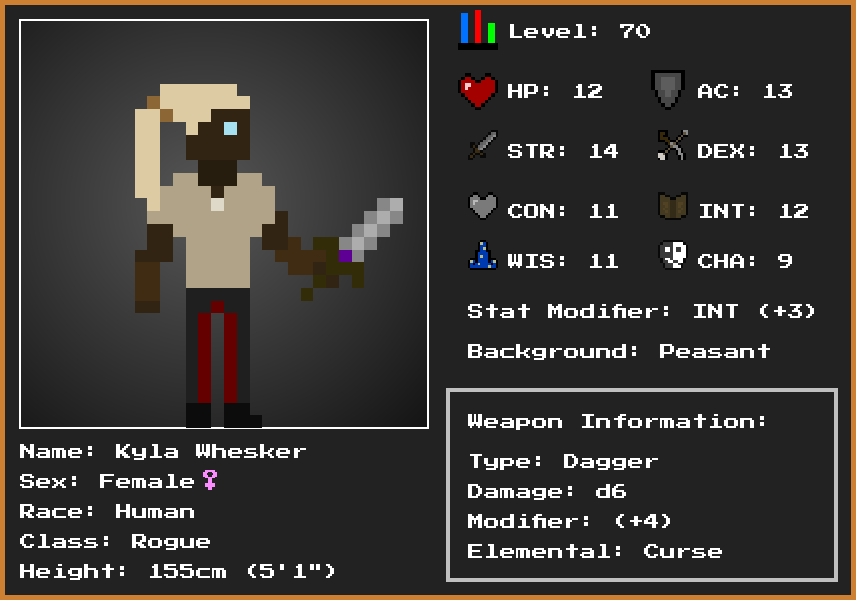 Level: 70
HP: 12
AC: 13
STR: 14
DEX: 13
CON: 11
INT: 12
WIS: 11
CHA: 9
Stat Modifier: INT (+3)
Background: Peasant
Weapon Information:
Type: Dagger
Damage: d6
Modifier: (+4)
Elemental: Curse
Name: Kyla Whesker
Sex: Female♀
Race: Human
Class: Rogue
Height: 155cm (5'1")